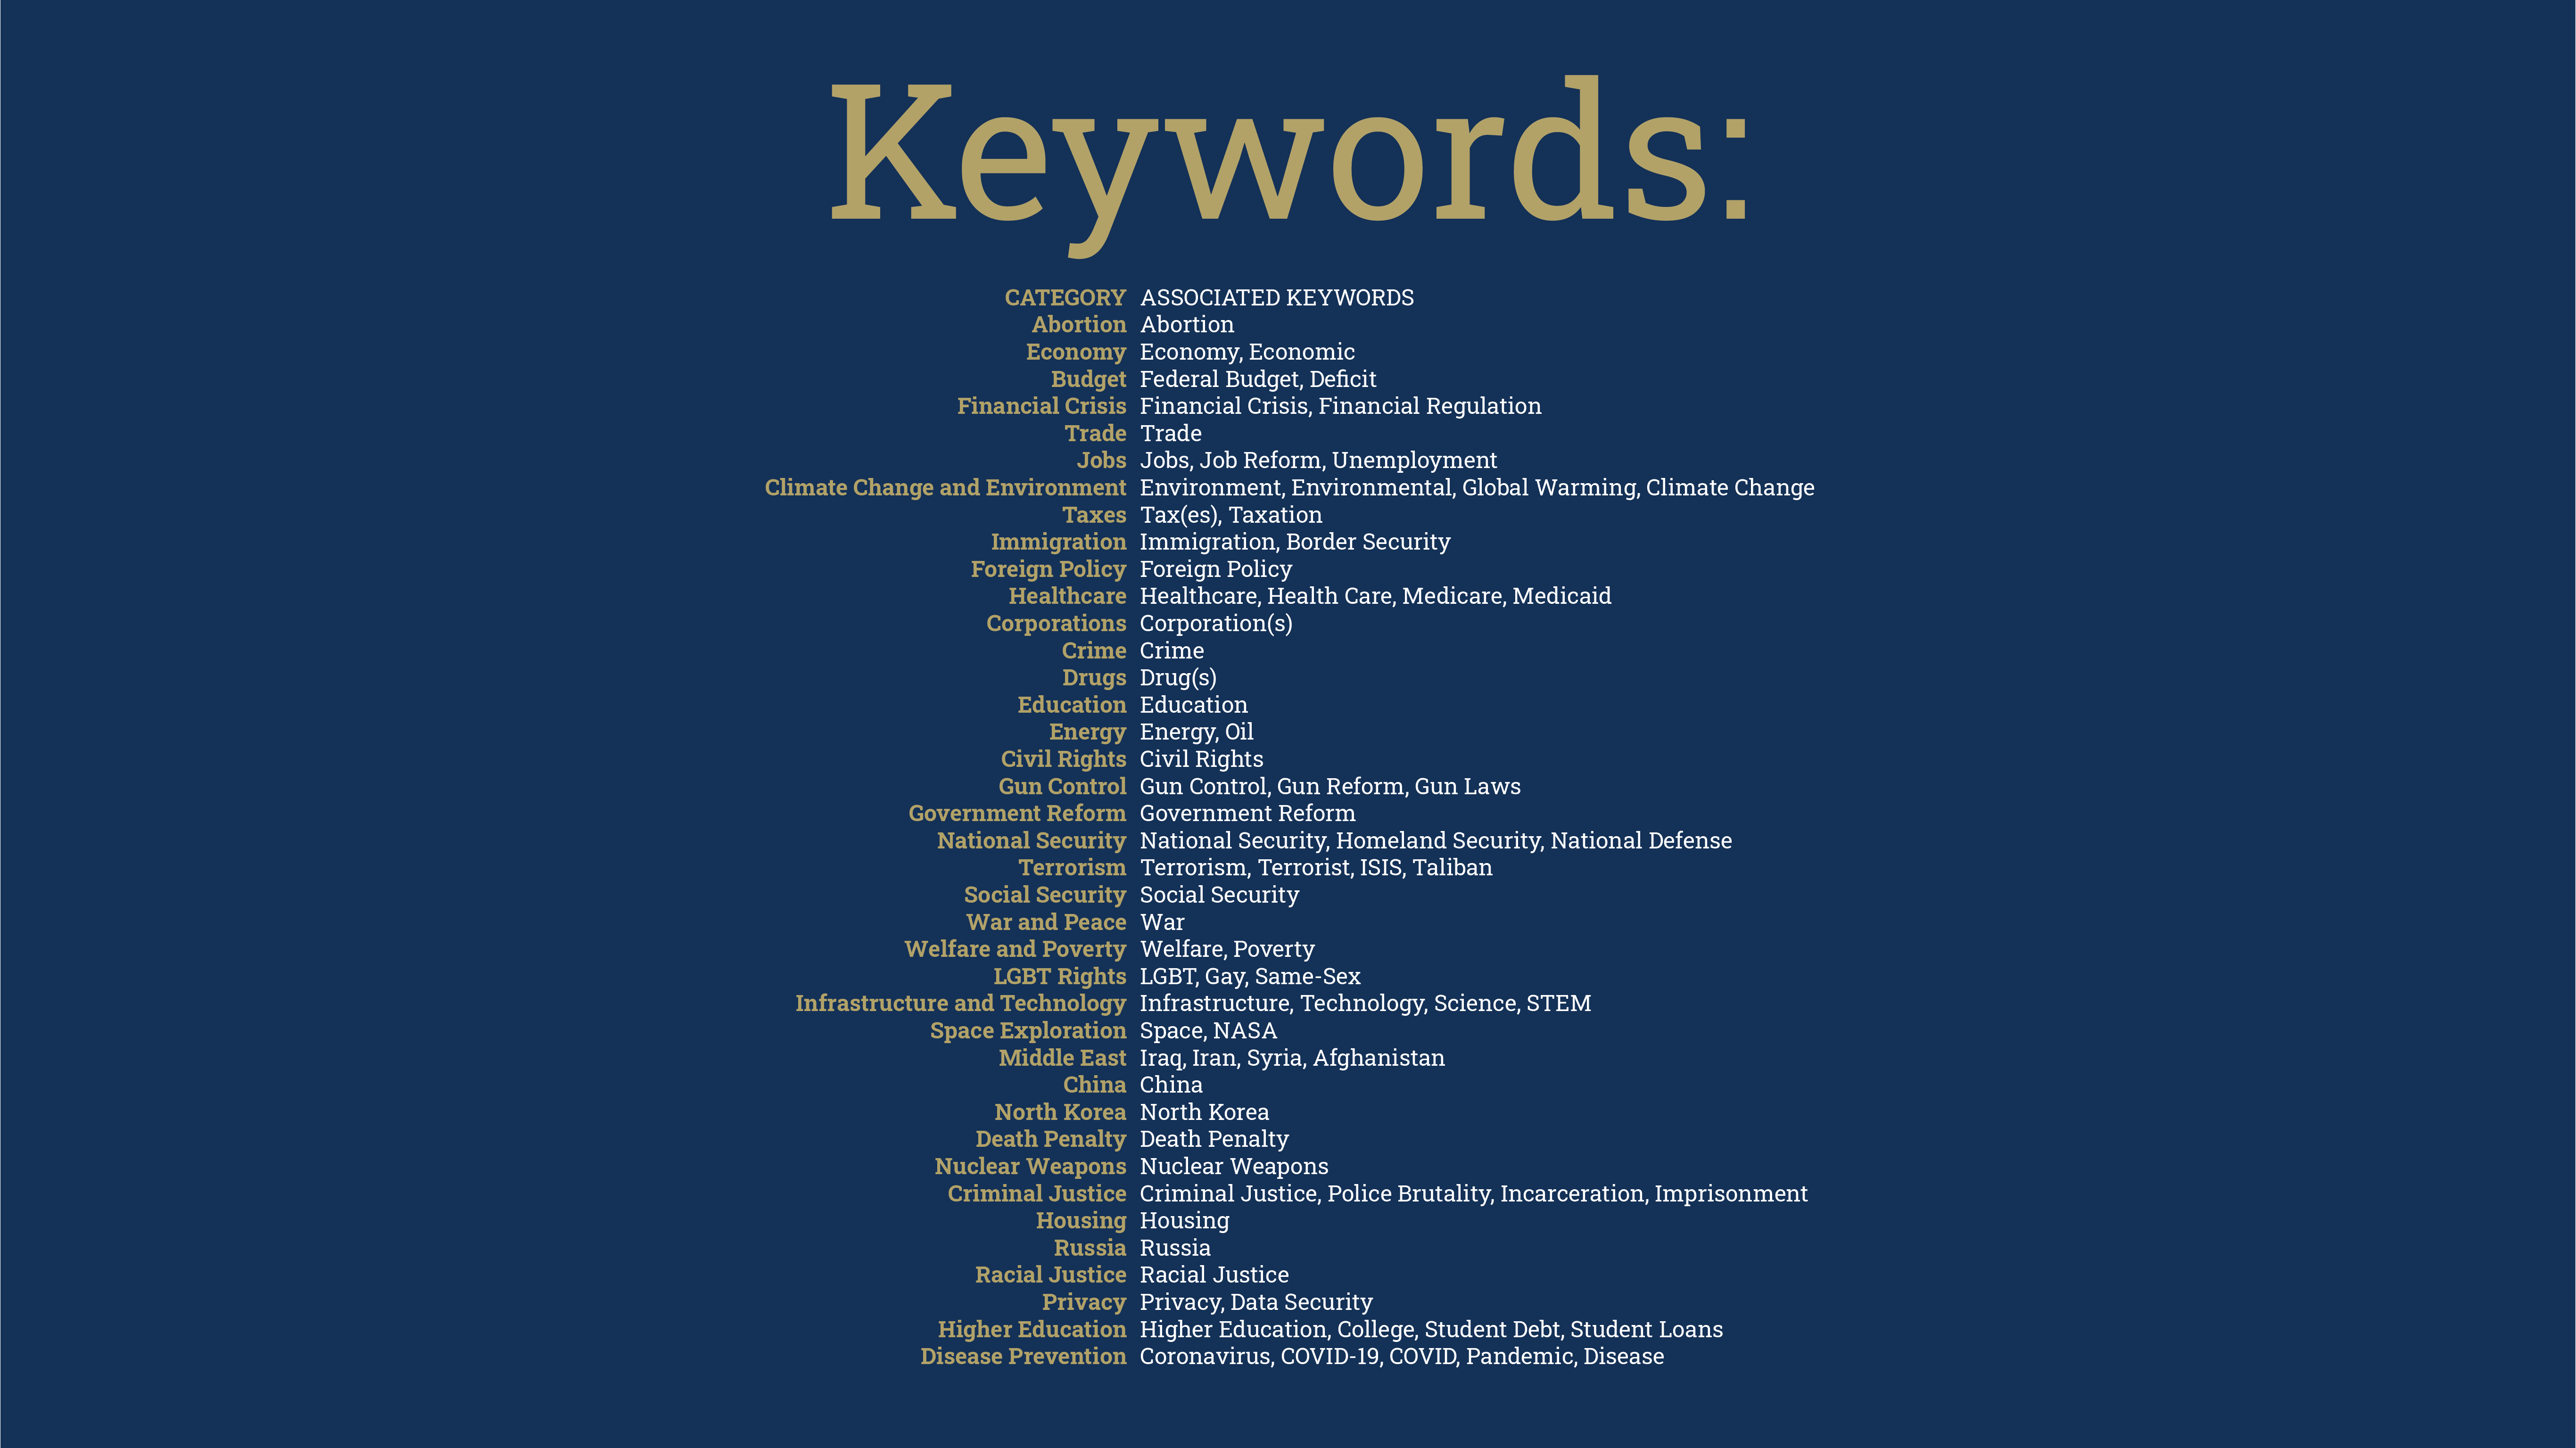 Keywords:
CATEGORY ASSOCIATED KEYWORDS
Abortion Abortion
Economy Economy, Economic
Budget Federal Budget, Deficit
Financial Crisis Financial Crisis, Financial Regulation
Trade Trade
Jobs Jobs, Job Reform, Unemployment
Climate Change and Environment Environment, Environmental, Global Warming, Climate Change
Taxes Tax(es), Taxation
Immigration Immigration, Border Security
Foreign Policy Foreign Policy
Healthcare Healthcare, Health Care, Medicare, Medicaid
Corporations Corporation(s)
Crime Crime
Drugs Drug(s)
Education Education
Energy Energy, Oil
Civil Rights Civil Rights
Gun Control Gun Control, Gun Reform, Gun Laws
Government Reform Government Reform
National Security National Security, Homeland Security, National Defense
Terrorism Terrorism, Terrorist, ISIS, Taliban
Social Security Social Security
War and Peace War
Welfare and Poverty Welfare, Poverty
LGBT Rights LGBT, Gay, Same-Sex
Infrastructure and Technology Infrastructure, Technology, Science, STEM
Space Exploration Space, NASA
Middle East Iraq, Iran, Syria, Afghanistan
China China
North Korea North Korea
Death Penalty Death Penalty
Nuclear Weapons Nuclear Weapons
Criminal Justice Criminal Justice, Police Brutality, Incarceration, Imprisonment
Housing Housing
Russia Russia
Racial Justice Racial Justice
Privacy Privacy, Data Security
Higher Education Higher Education, College, Student Debt, Student Loans
Disease Prevention Coronavirus, COVID-19, COVID, Pandemic, Disease